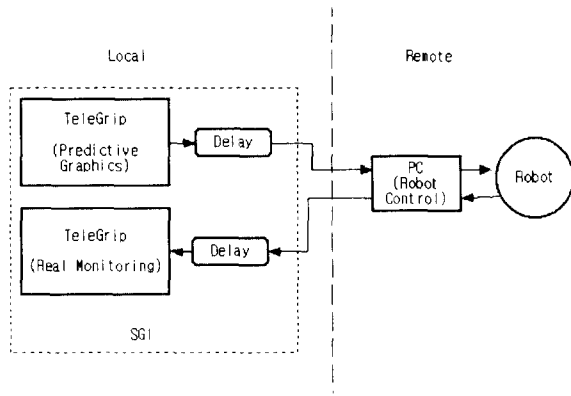 Local
Remote
TeleGrip
(Predictive
Graphics)
Delay
PC
(Robot
Control)
Robot
TeleGrip
(Real Monitoring)
Delay
SGI